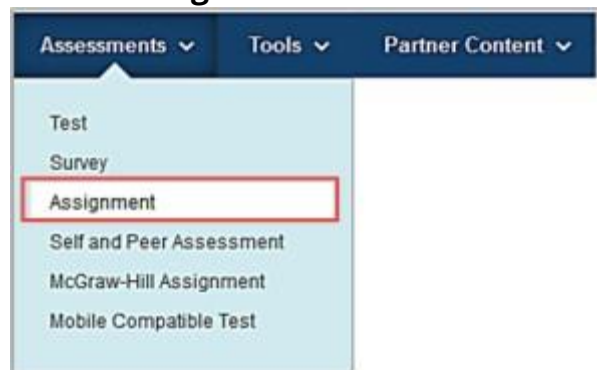 Assessments Tools Partner Content
Test
Survey
Assignment
Self and Peer Assessment
McGraw-Hill Assignment
Mobile Compatible Test